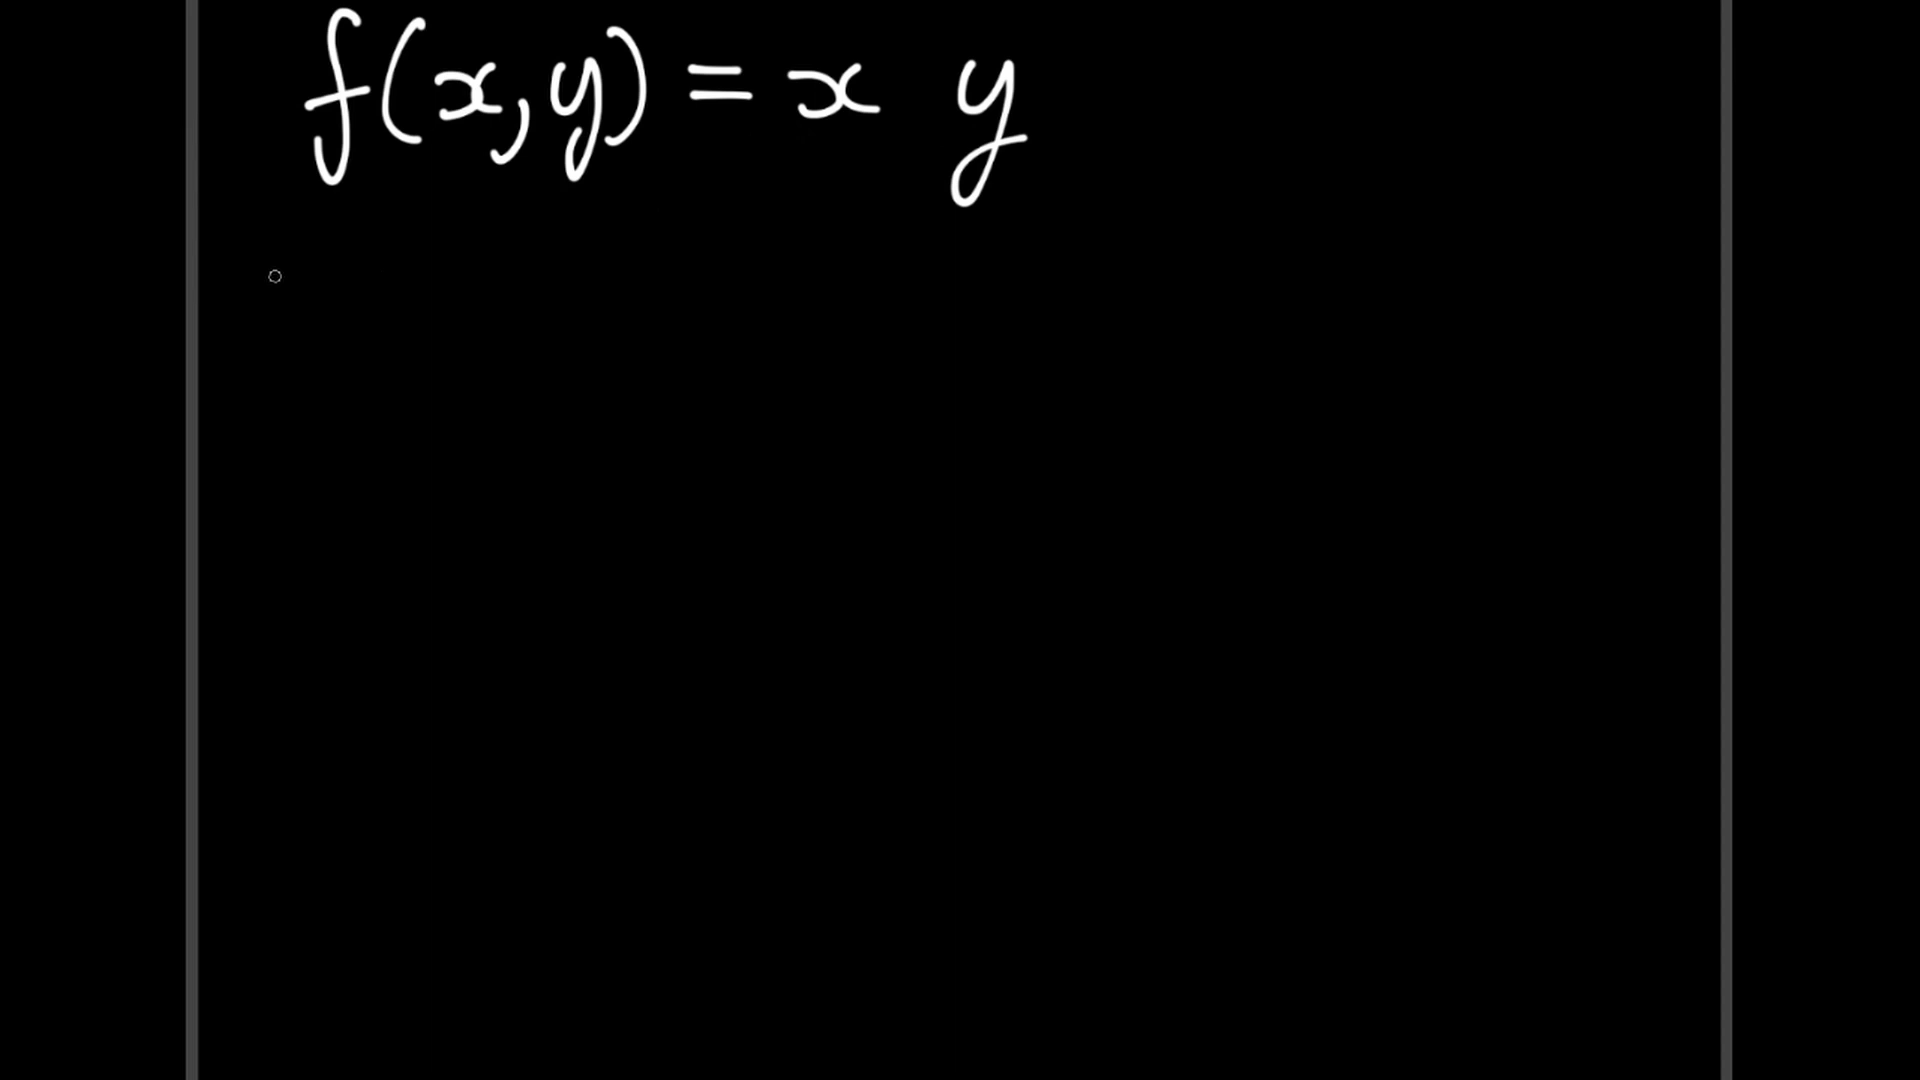 f(x,y) = x y